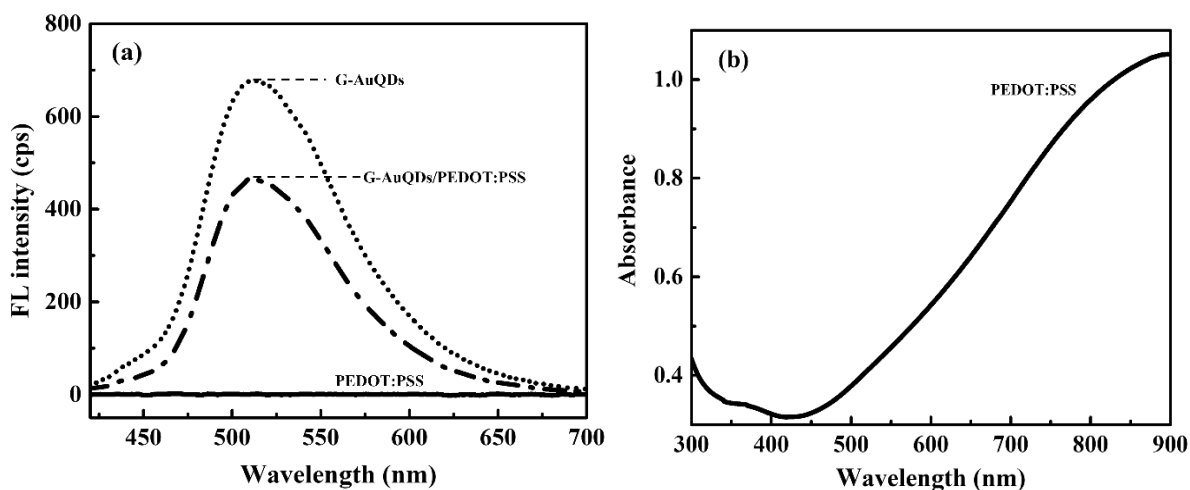 (a)
FL intensity (cps)
800
600
400
200
0
G-AuQDs
G-AuQDs/PEDOT:PSS
PEDOT:PSS
450 500 550 600 650 700
Wavelength (nm)
(b)
Absorbance
1.0
0.8
0.6
0.4
PEDOT:PSS
300 400 500 600 700 800 900
Wavelength (nm)